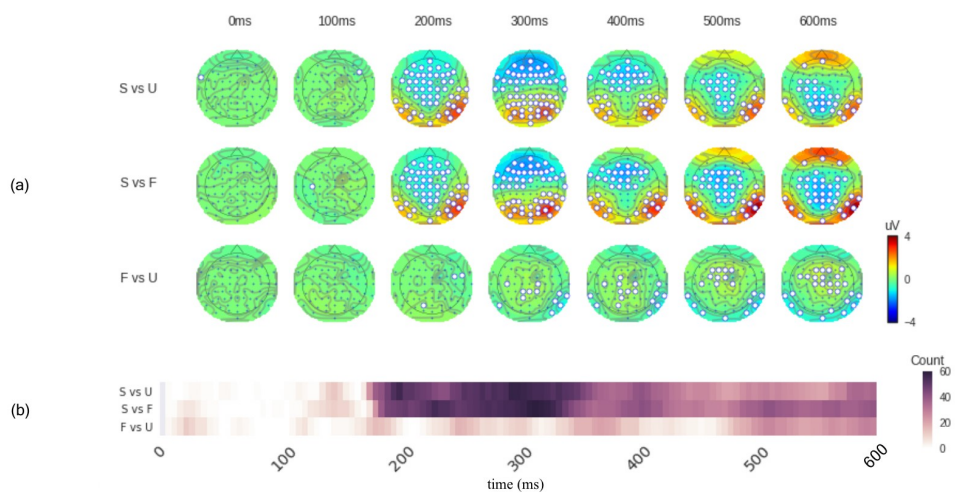 0ms 100ms 200ms 300ms 400ms 500ms 600ms
S vs U
(a)
S vs F
uV
4
F vs U
0
−4
Count
(b)
S vs U
S vs F
F vs U
60
40
20
0
0 100 200 300 400 500 600
time (ms)